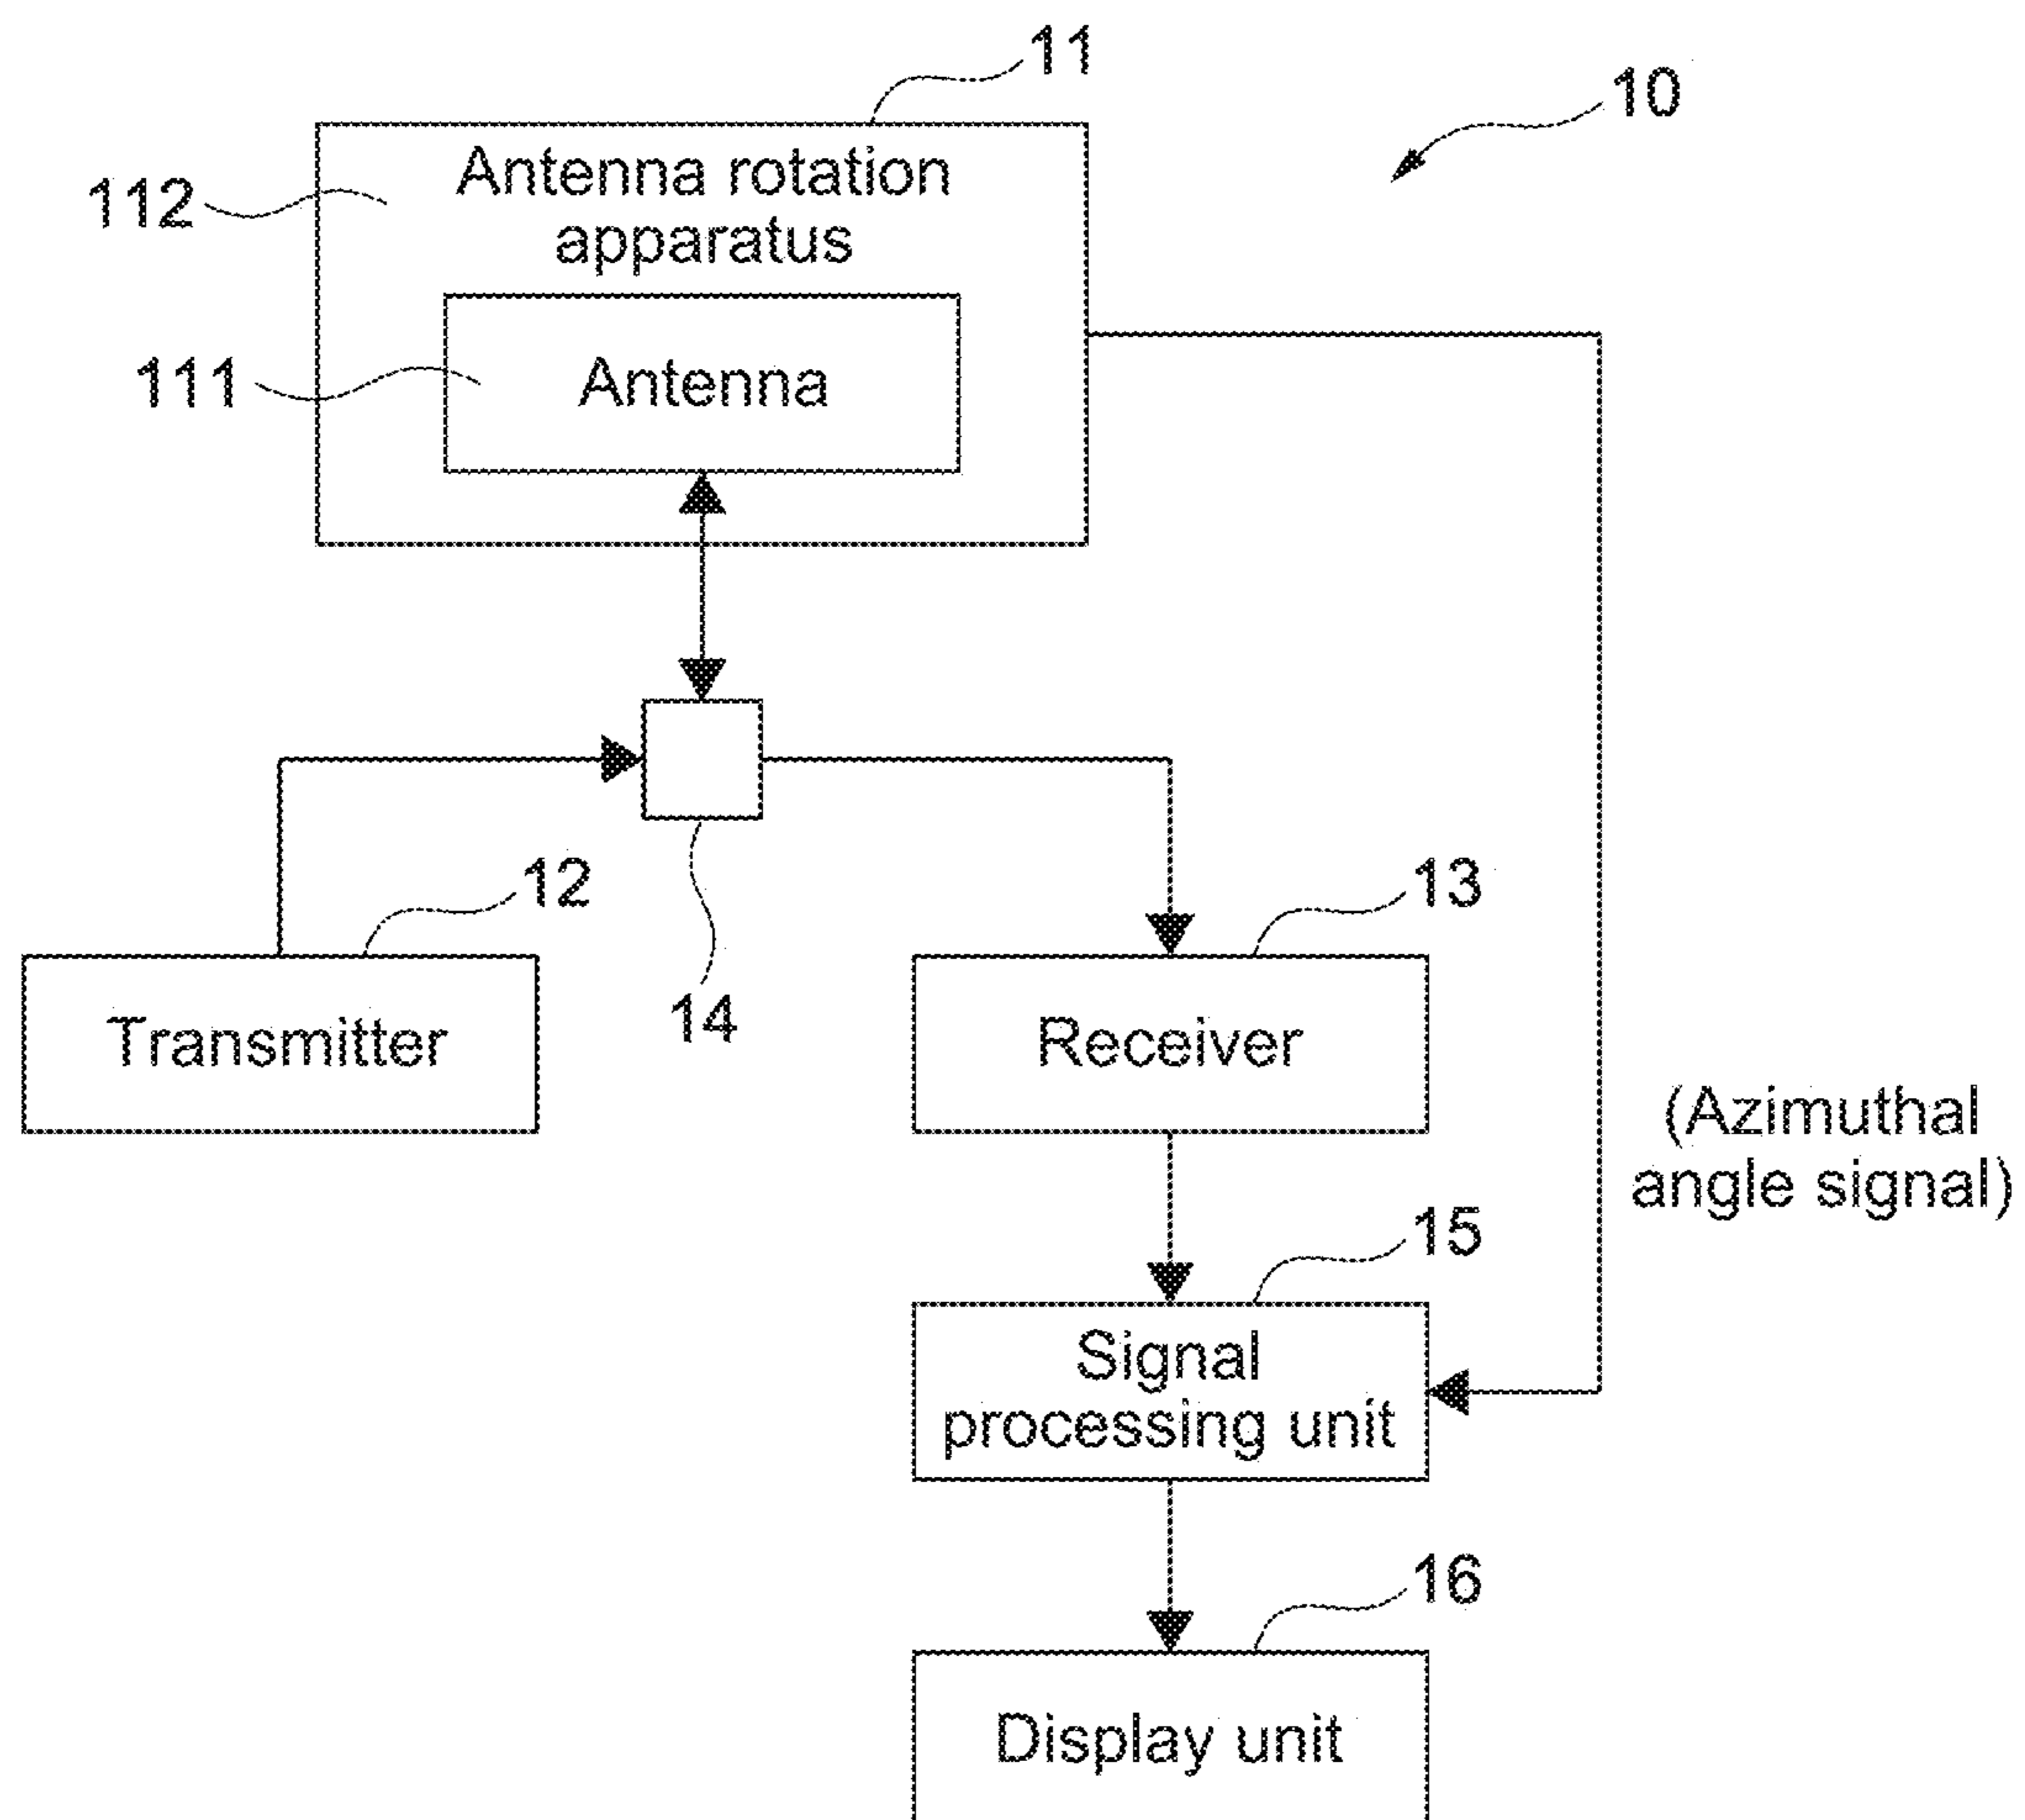 11
10
112
Antenna rotation
apparatus
111
Antenna
12
14
13
Transmitter
Receiver
(Azimuthal
angle signal)
15
Signal
processing unit
16
Display unit